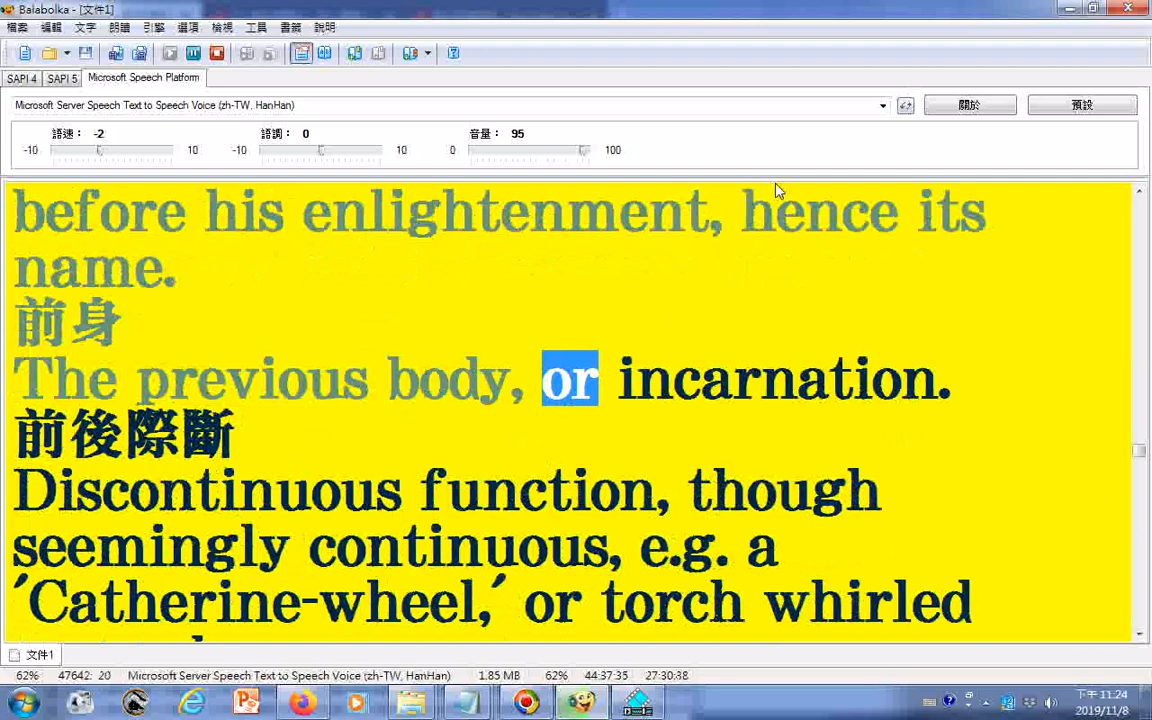 Balabolka - [文件1]
檔案 編輯 文字 朗讀 引擎 選項 檢視 工具 書籤 說明
SAPI 4 SAPI 5 Microsoft Speech Platform
Microsoft Server Speech Text to Speech Voice (zh-TW, HanHan) 關於 預設
語速： -2 語調： 0 音量： 95
-10 10 -10 10 0 100
before his enlightenment, hence its
name.
前身
The previous body, or incarnation.
前後際斷
Discontinuous function, though
seemingly continuous, e.g. a
'Catherine-wheel,' or torch whirled
文件1
62% 47642: 20 Microsoft Server Speech Text to Speech Voice (zh-TW, HanHan) 1.85 MB 62% 44:37:35 27:30:38
下午 11:24
2019/11/8